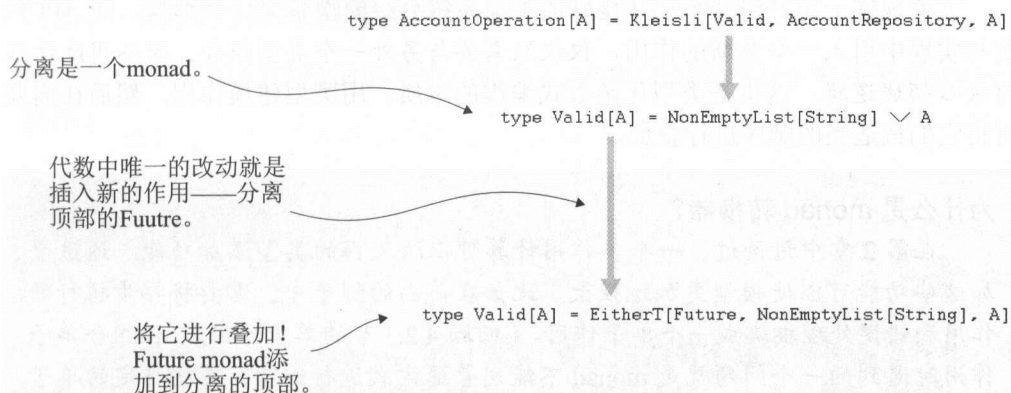 type AccountOperation[A] = Kleisli[Valid, AccountRepository, A]
分离是一个monad。
type Valid[A] = NonEmptyList[String] \/ A
代数中唯一的改动就是
插入新的作用——分离
顶部的Fuutre。
type Valid[A] = EitherT[Future, NonEmptyList[String], A]
将它进行叠加！
Future monad添
加到分离的顶部。